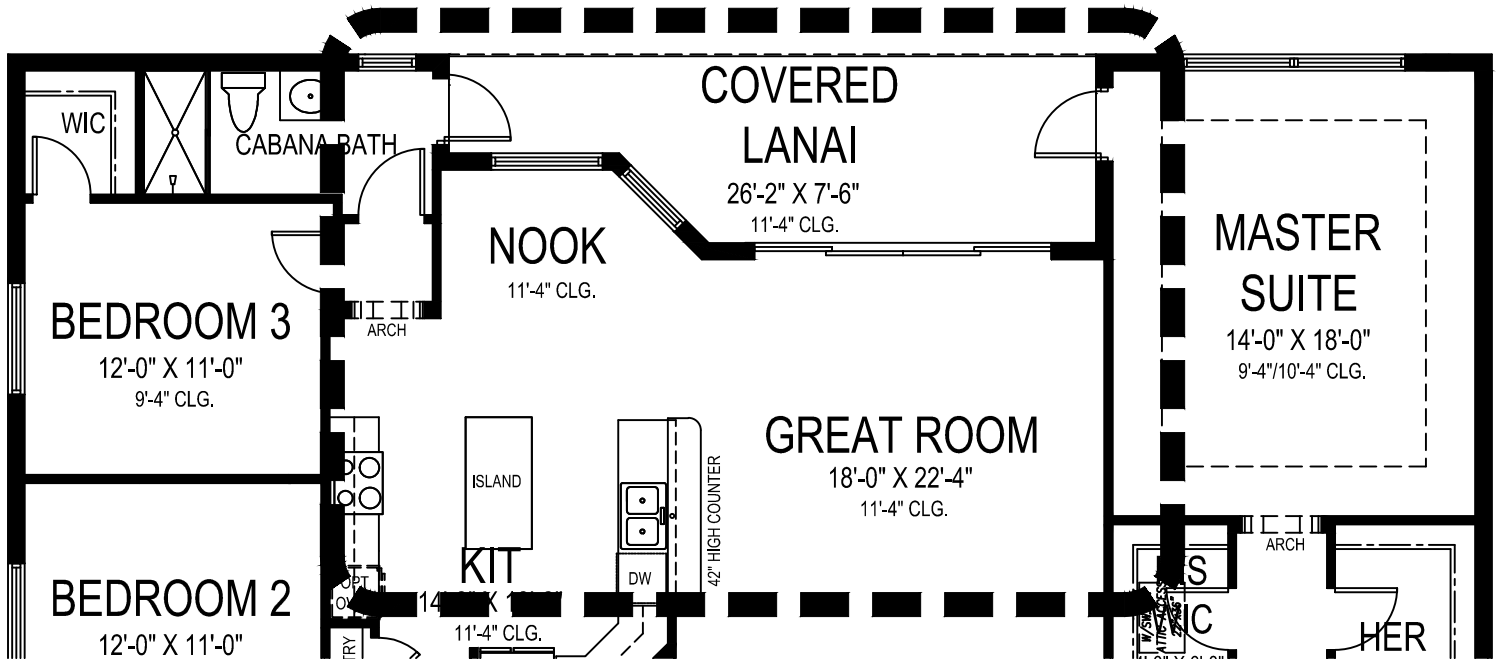 COVERED
LANAI
26'-2" X 7'-6"
11'-4" CLG.
WIC
CABANA BATH
NOOK
11'-4" CLG.
MASTER
SUITE
14'-0" X 18'-0"
9'-4"/10'-4" CLG.
BEDROOM 3
12'-0" X 11'-0"
9'-4" CLG.
ARCH
GREAT ROOM
18'-0" X 22'-4"
11'-4" CLG.
ISLAND
42" HIGH COUNTER
KIT
11'-4" CLG.
DW
OPT
ARCH
BEDROOM 2
12'-0" X 11'-0"
HER